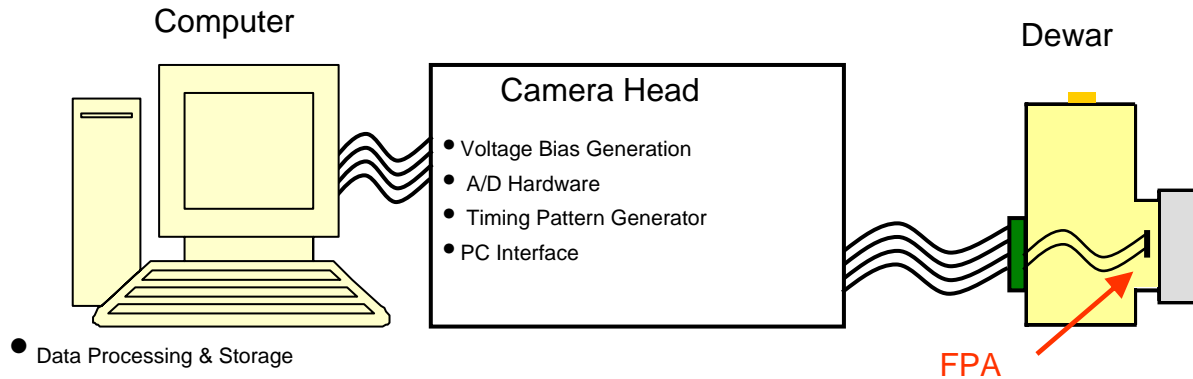 Computer
Dewar
Camera Head
• Voltage Bias Generation
• A/D Hardware
• Timing Pattern Generator
• PC Interface
• Data Processing & Storage
FPA